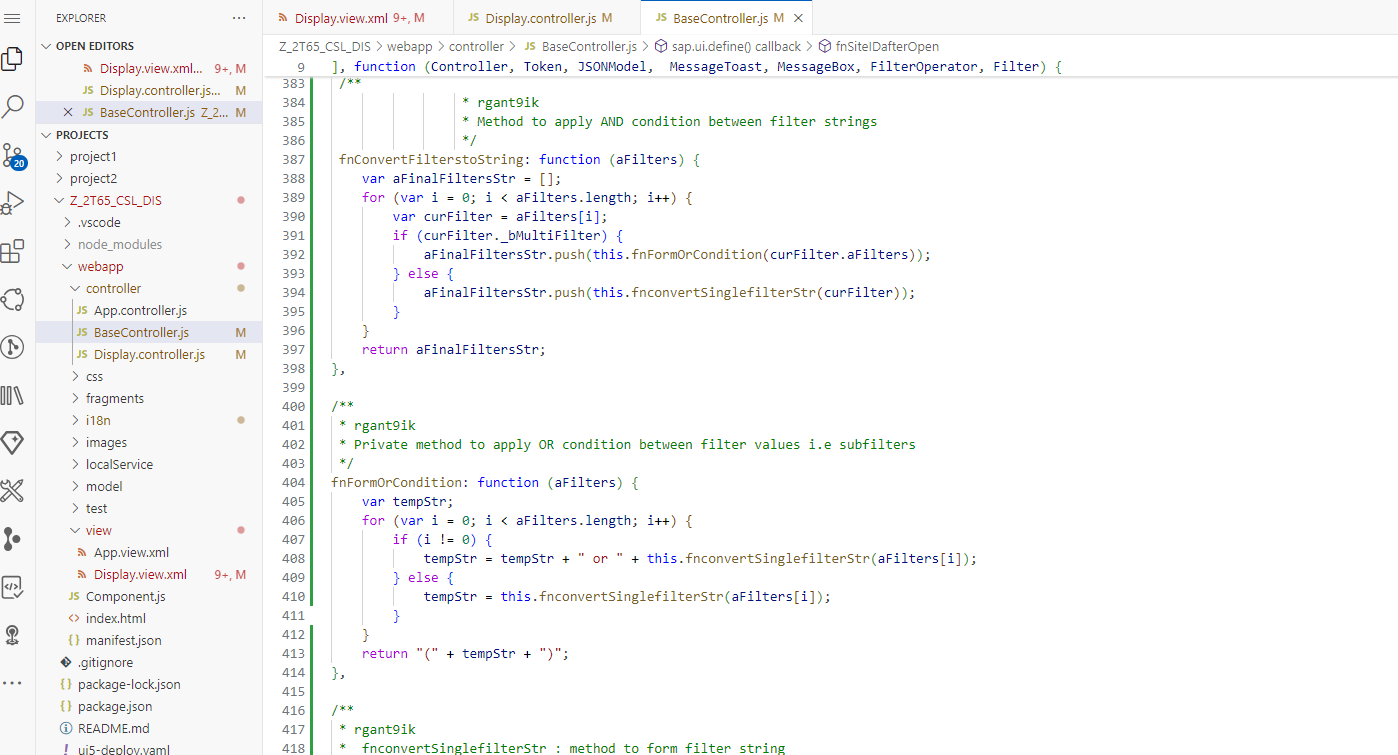 EXPLORER
OPEN EDITORS
Display.view.xml... 9+, M
JS Display.controller.js... M
JS BaseController.js Z_2... M
PROJECTS
project1
project2
Z_2T65_CSL_DIS
.vscode
node_modules
webapp
controller
JS App.controller.js
JS BaseController.js M
JS Display.controller.js M
css
fragments
i18n
images
localService
model
test
view
App.view.xml
Display.view.xml 9+, M
JS Component.js
<> index.html
{} manifest.json
.gitignore
{} package-lock.json
{} package.json
README.md
! ui5-deploy.yaml
20
Display.view.xml 9+, M
JS Display.controller.js M
JS BaseController.js M
Z_2T65_CSL_DIS > webapp > controller > JS BaseController.js > sap.ui.define() callback > fnSiteIDafterOpen
9 ], function (Controller, Token, JSONModel,  MessageToast, MessageBox, FilterOperator, Filter) {
383 /**
384 * rgant9ik
385 * Method to apply AND condition between filter strings
386 */
387 fnConvertFilterstoString: function (aFilters) {
388 var aFinalFiltersStr = [];
389 for (var i = 0; i < aFilters.length; i++) {
390 var curFilter = aFilters[i];
391 if (curFilter._bMultiFilter) {
392 aFinalFiltersStr.push(this.fnFormOrCondition(curFilter.aFilters));
393 } else {
394 aFinalFiltersStr.push(this.fnconvertSinglefilterStr(curFilter));
395 }
396 }
397 return aFinalFiltersStr;
398 },
399
400 /**
401 * rgant9ik
402 * Private method to apply OR condition between filter values i.e subfilters
403 */
404 fnFormOrCondition: function (aFilters) {
405 var tempStr;
406 for (var i = 0; i < aFilters.length; i++) {
407 if (i != 0) {
408 tempStr = tempStr + " or " + this.fnconvertSinglefilterStr(aFilters[i]);
409 } else {
410 tempStr = this.fnconvertSinglefilterStr(aFilters[i]);
411 }
412 }
413 return "(" + tempStr + ")";
414 },
415
416 /**
417 * rgant9ik
418 *  fnconvertSinglefilterStr : method to form filter string